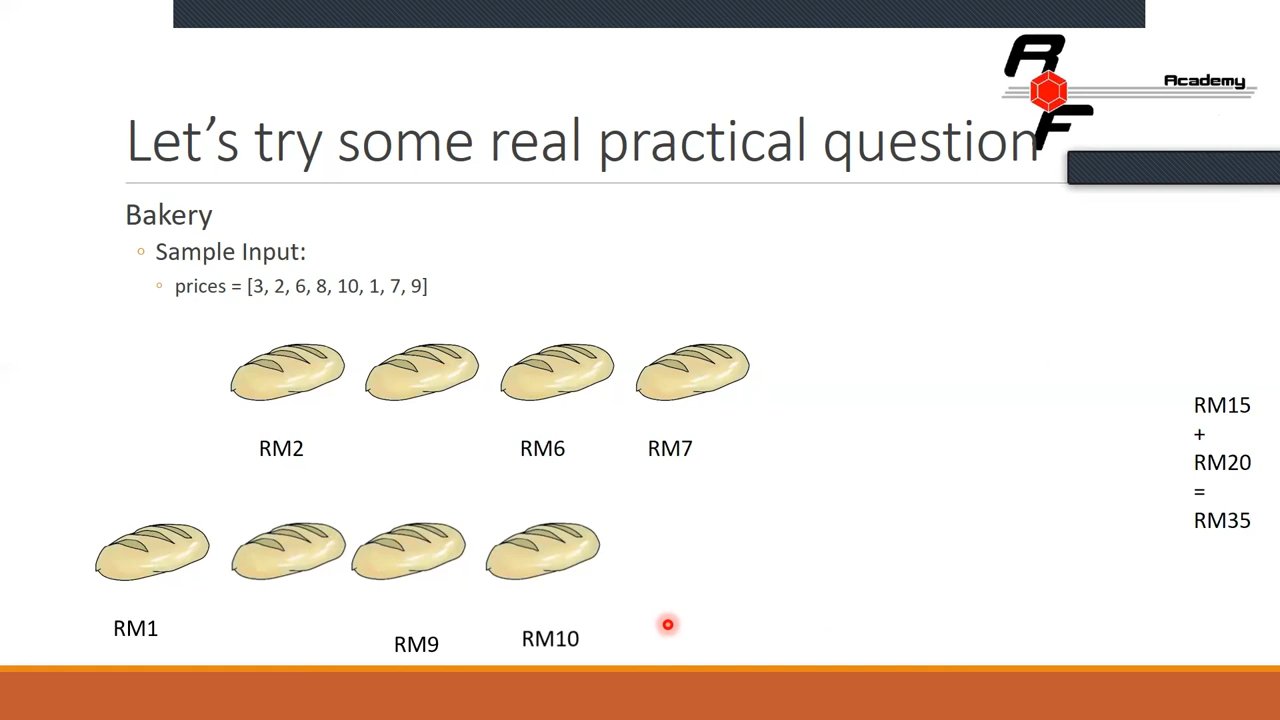 R
Academy
F
Let's try some real practical question
Bakery
Sample Input:
prices = [3, 2, 6, 8, 10, 1, 7, 9]
RM2 RM6 RM7
RM15
+
RM20
=
RM35
RM1 RM9 RM10